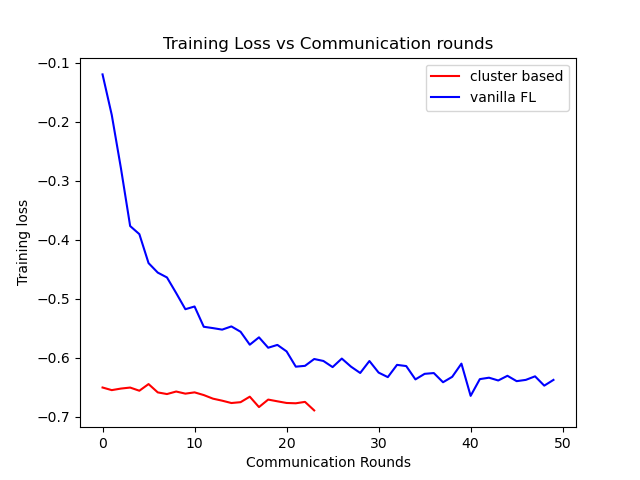 Training Loss vs Communication rounds
cluster based
vanilla FL
−0.1
−0.2
−0.3
−0.4
−0.5
−0.6
−0.7
Training loss
0 10 20 30 40 50
Communication Rounds